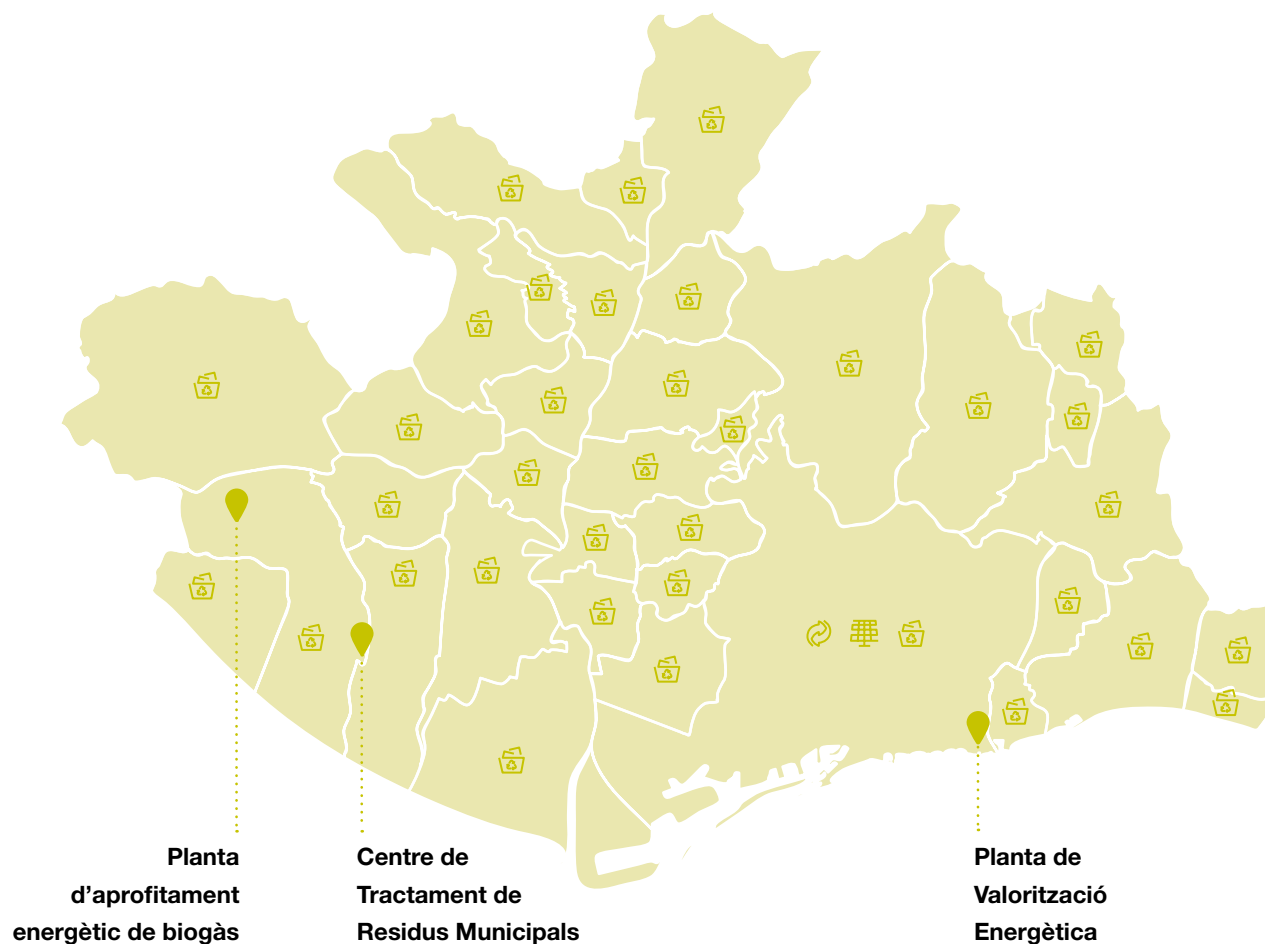 Planta
d’aprofitament
energètic de biogàs
Centre de
Tractament de
Residus Municipals
Planta de
Valorització
Energètica